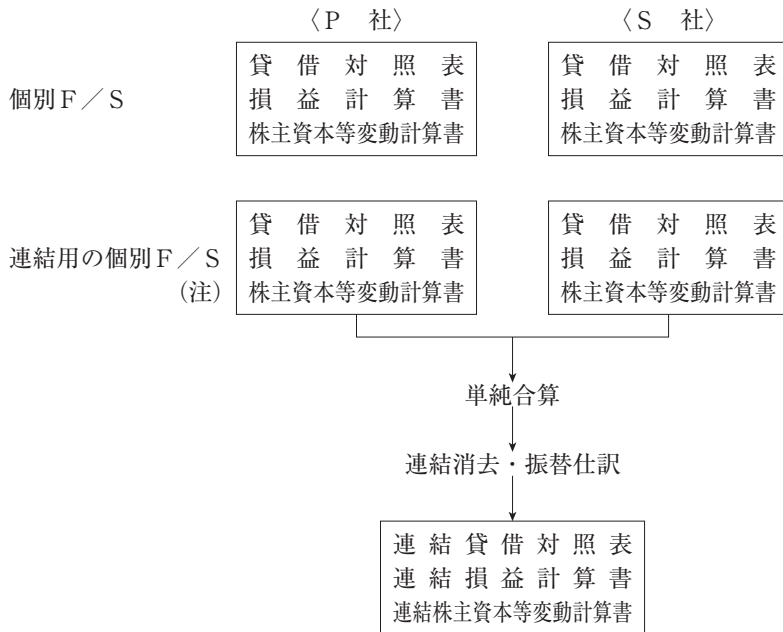 〈P 社〉
〈S 社〉
個別F/S
貸借対照表
損益計算書
株主資本等変動計算書
貸借対照表
損益計算書
株主資本等変動計算書
連結用の個別F/S
(注)
貸借対照表
損益計算書
株主資本等変動計算書
貸借対照表
損益計算書
株主資本等変動計算書
単純合算
連結消去・振替仕訳
連結貸借対照表
連結損益計算書
連結株主資本等変動計算書